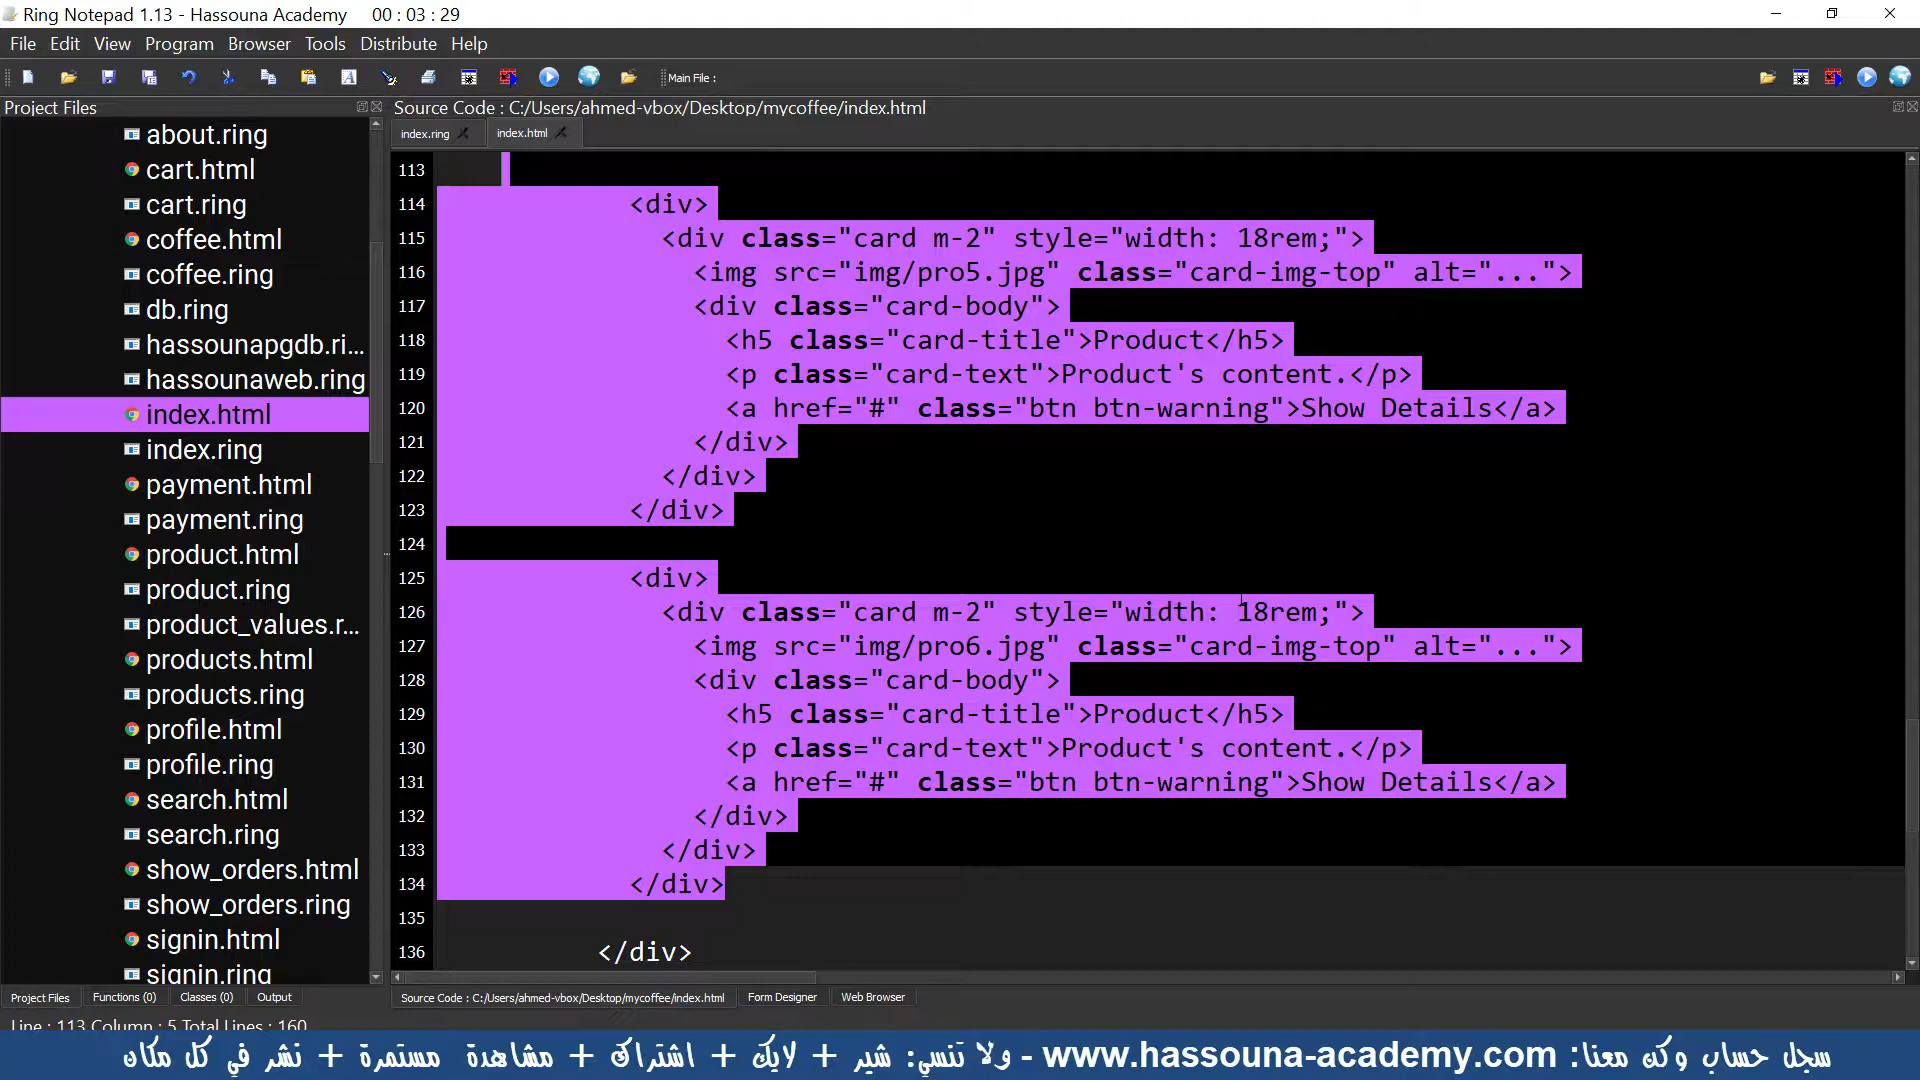 Ring Notepad 1.13 - Hassouna Academy 00 : 03 : 29
File Edit View Program Browser Tools Distribute Help
Main File :
Project Files
Source Code : C:/Users/ahmed-vbox/Desktop/mycoffee/index.html
index.ring index.html
about.ring
cart.html
cart.ring
coffee.html
coffee.ring
db.ring
hassounapgdb.ri...
hassounaweb.ring
index.html
index.ring
payment.html
payment.ring
product.html
product.ring
product_values.r...
products.html
products.ring
profile.html
profile.ring
search.html
search.ring
show_orders.html
show_orders.ring
signin.html
signin.ring
113
114 <div>
115 <div class="card m-2" style="width: 18rem;">
116 <img src="img/pro5.jpg" class="card-img-top" alt="...">
117 <div class="card-body">
118 <h5 class="card-title">Product</h5>
119 <p class="card-text">Product's content.</p>
120 <a href="#" class="btn btn-warning">Show Details</a>
121 </div>
122 </div>
123 </div>
124
125 <div>
126 <div class="card m-2" style="width: 18rem;">
127 <img src="img/pro6.jpg" class="card-img-top" alt="...">
128 <div class="card-body">
129 <h5 class="card-title">Product</h5>
130 <p class="card-text">Product's content.</p>
131 <a href="#" class="btn btn-warning">Show Details</a>
132 </div>
133 </div>
134 </div>
135
136 </div>
Project Files Functions (0) Classes (0) Output
Source Code : C:/Users/ahmed-vbox/Desktop/mycoffee/index.html Form Designer Web Browser
Line : 113 Column : 5 Total Lines : 160
سجل حساب وكن معنا: www.hassouna-academy.com - ولا تنسي: شير + لايك + اشتراك + مشاهدة مستمرة + نشر في كل مكان